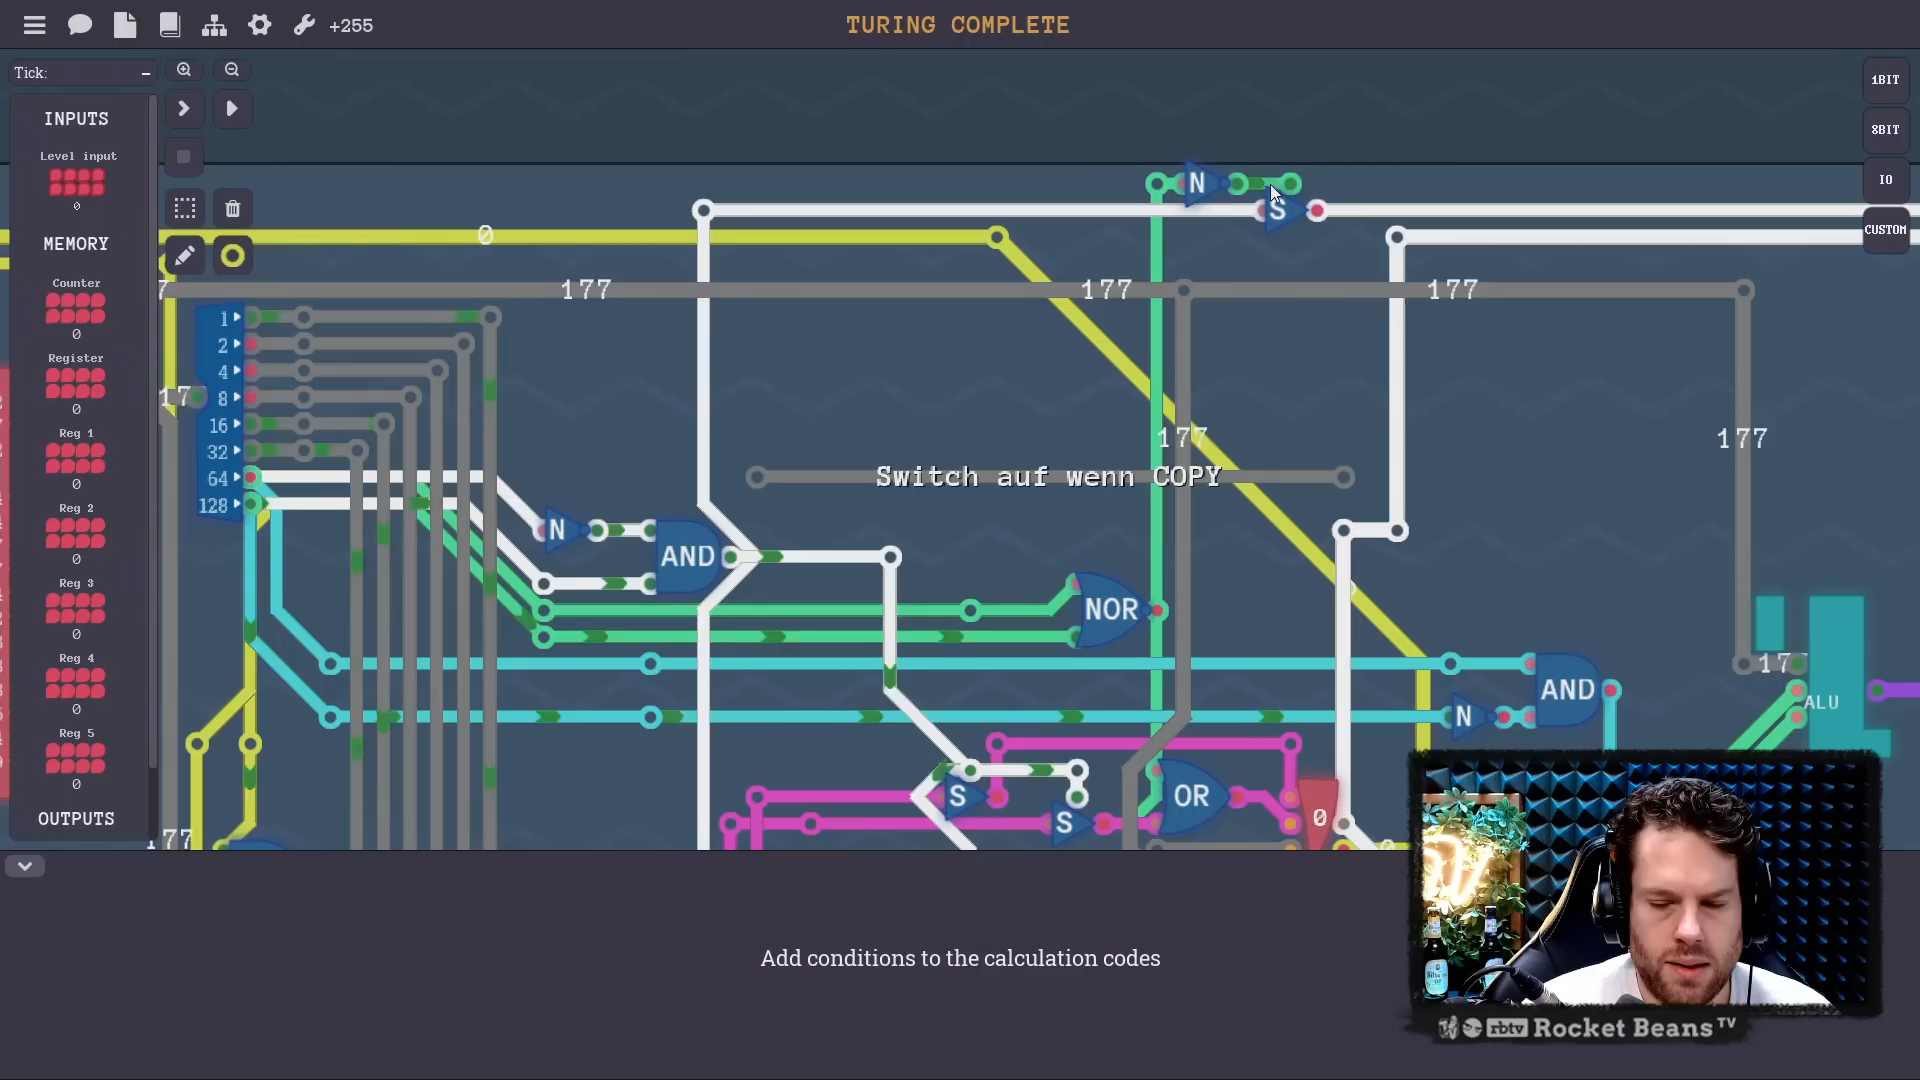 +255
TURING COMPLETE
Tick:
-
INPUTS
Level input
0
MEMORY
Counter
0
Register
0
Reg 1
0
Reg 2
0
Reg 3
0
Reg 4
0
Reg 5
0
OUTPUTS
1BIT
8BIT
IO
CUSTOM
N
S
0
177
177
177
1
2
4
8
16
32
64
128
177
177
Switch auf wenn COPY
N
AND
NOR
AND
N
ALU
S
S
OR
0
Add conditions to the calculation codes
rbtv Rocket Beans TV